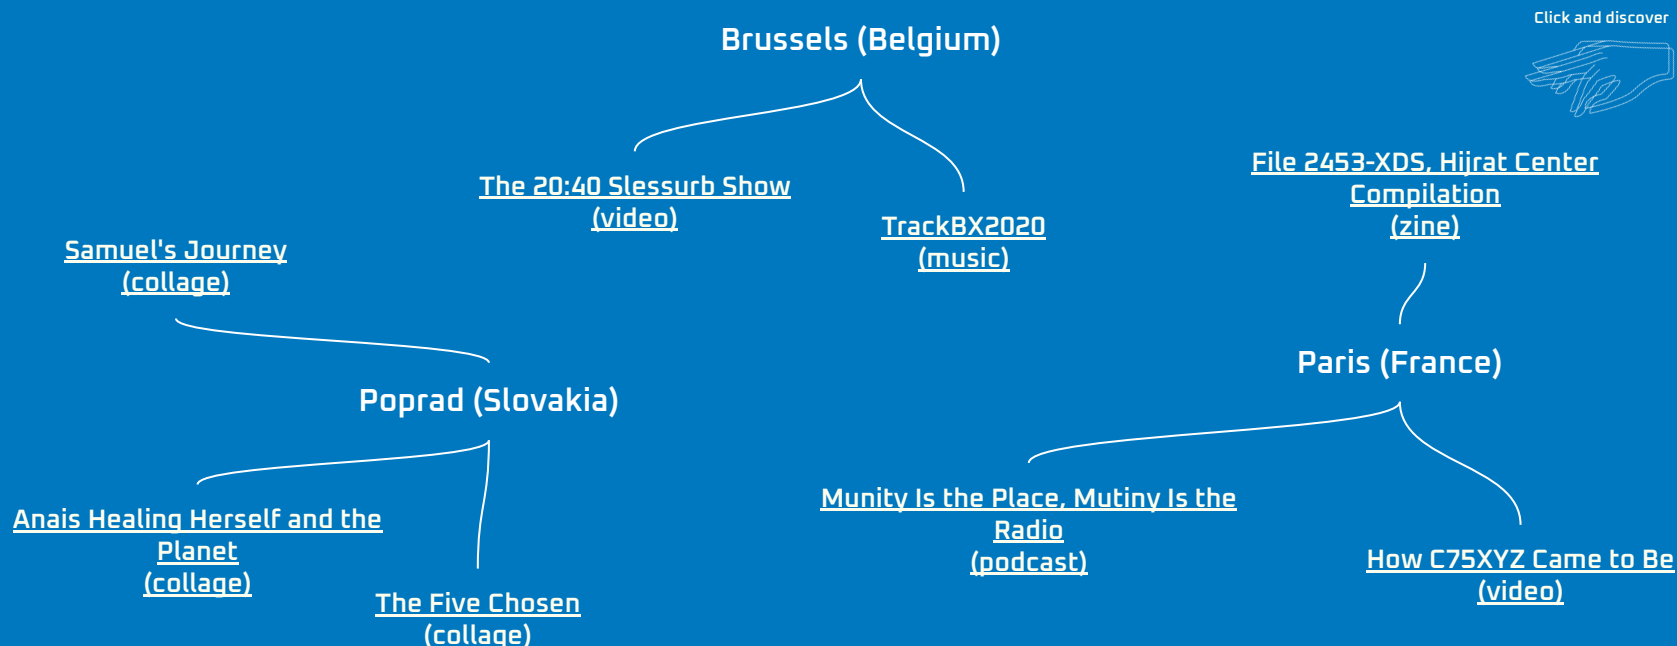 Click and discover
Brussels (Belgium)
The 20:40 Slessurb Show
(video)
TrackBX2020
(music)
File 2453-XDS, Hijrat Center
Compilation
(zine)
Samuel's Journey
(collage)
Poprad (Slovakia)
Paris (France)
Anais Healing Herself and the
Planet
(collage)
The Five Chosen
(collage)
Munity Is the Place, Mutiny Is the
Radio
(podcast)
How C75XYZ Came to Be
(video)